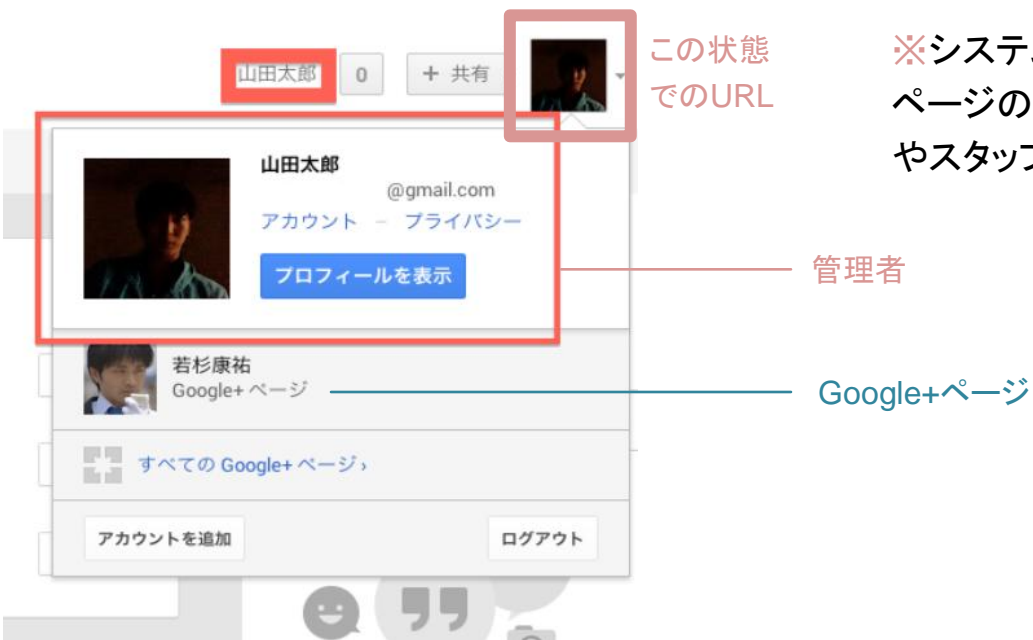 山田太郎
0
+ 共有
この状態
でのURL
※システ
ページの
やスタッフ
山田太郎
@gmail.com
アカウント － プライバシー
プロフィールを表示
管理者
若杉康祐
Google+ ページ
Google+ページ
すべての Google+ ページ ›
アカウントを追加
ログアウト